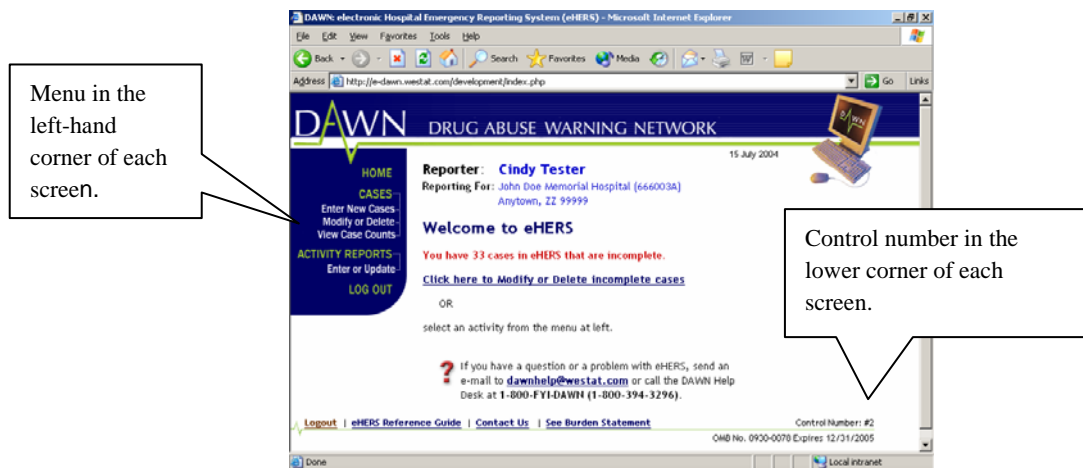 DAWN: electronic Hospital Emergency Reporting System (eHERS) - Microsoft Internet Explorer
File Edit View Favorites Tools Help
Back Search Favorites Media
Address http://e-dawn.westat.com/development/index.php Go Links
Menu in the
left-hand
corner of each
screen.
DAWN DRUG ABUSE WARNING NETWORK
DAWN
15 July 2004
HOME
CASES
Enter New Cases
Modify or Delete
View Case Counts
ACTIVITY REPORTS
Enter or Update
LOG OUT
Reporter: Cindy Tester
Reporting For: John Doe Memorial Hospital (666003A)
Anytown, ZZ 99999
Welcome to eHERS
You have 33 cases in eHERS that are incomplete.
Click here to Modify or Delete incomplete cases
OR
select an activity from the menu at left.
Control number in the
lower corner of each
screen.
? If you have a question or a problem with eHERS, send an
e-mail to dawnhelp@westat.com or call the DAWN Help
Desk at 1-800-FYI-DAWN (1-800-394-3296).
Logout | eHERS Reference Guide | Contact Us | See Burden Statement
Control Number: #2
OMB No. 0930-0078 Expires 12/31/2005
Done Local intranet